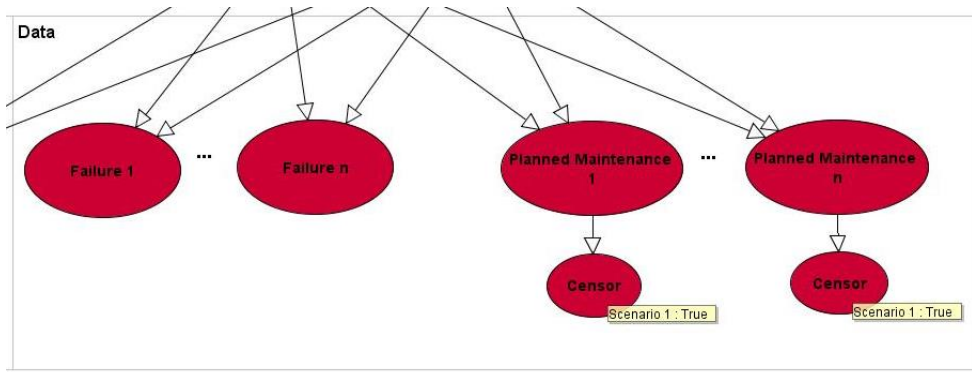 Data
Failure 1
...
Failure n
Planned Maintenance
1
...
Planned Maintenance
n
Censor
Scenario 1 : True
Censor
Scenario 1 : True